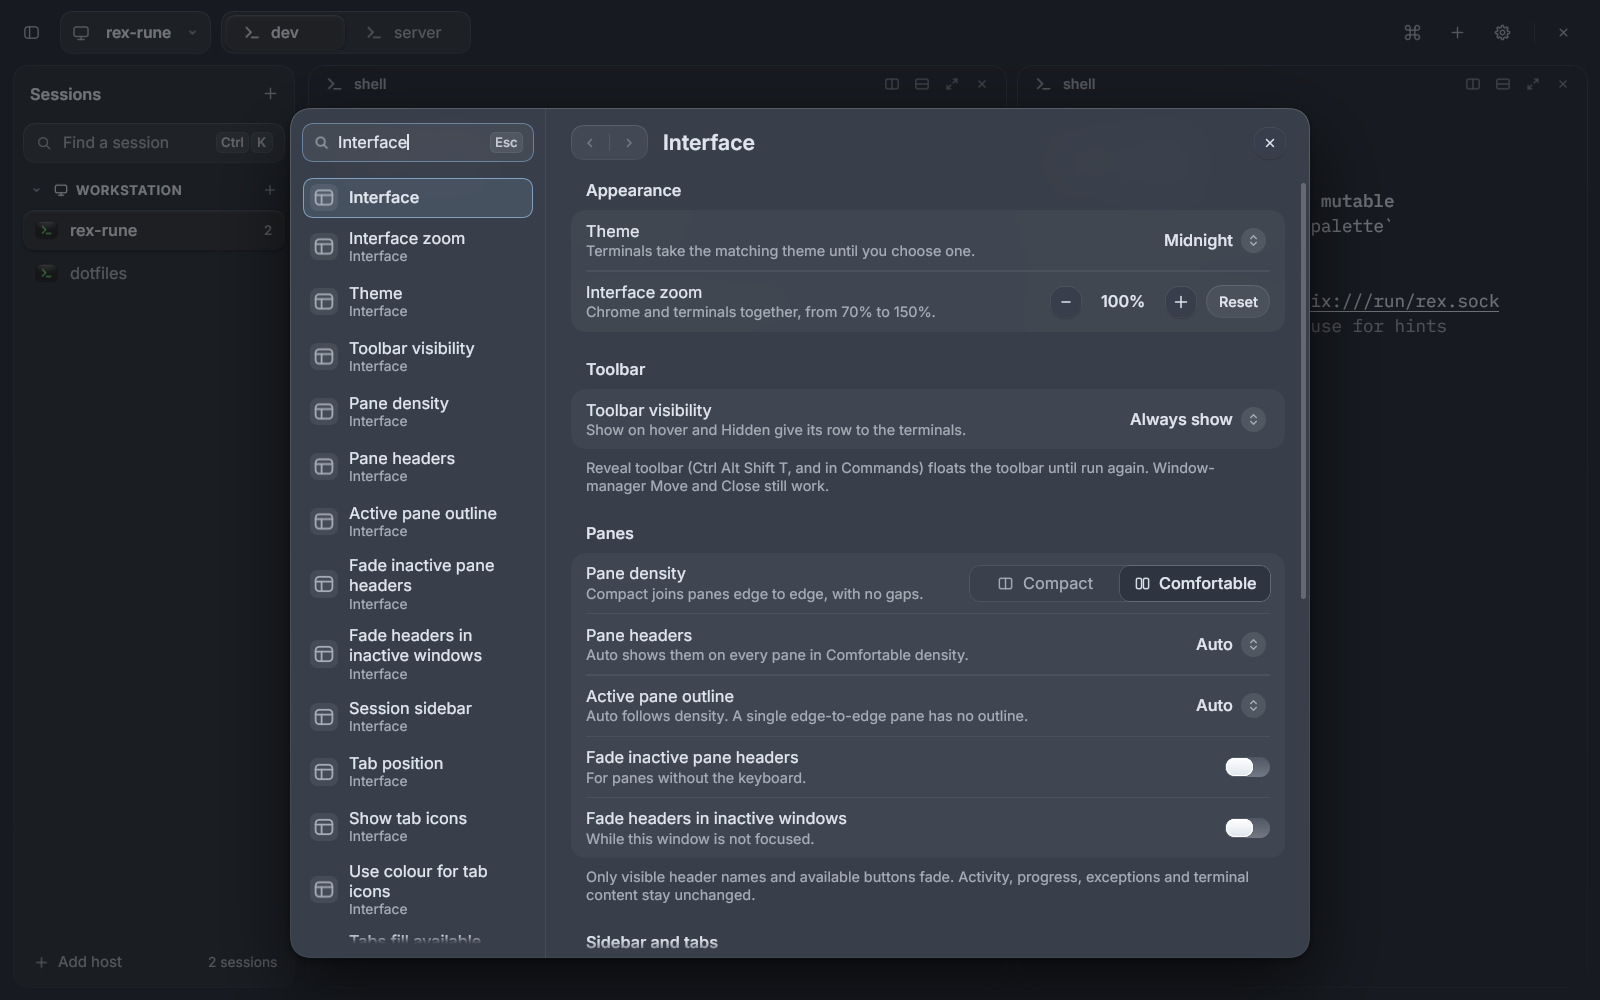 rex-rune
dev
server
Sessions
Find a session
Ctrl K
WORKSTATION
rex-rune
2
dotfiles
Add host
2 sessions
shell
shell
mutable
palette`
ix:///run/rex.sock
use for hints
Interface
Esc
Interface
Interface zoom
Interface
Theme
Interface
Toolbar visibility
Interface
Pane density
Interface
Pane headers
Interface
Active pane outline
Interface
Fade inactive pane
headers
Interface
Fade headers in
inactive windows
Interface
Session sidebar
Interface
Tab position
Interface
Show tab icons
Interface
Use colour for tab
icons
Interface
Tabs fill available
Interface
Appearance
Theme
Terminals take the matching theme until you choose one.
Midnight
Interface zoom
Chrome and terminals together, from 70% to 150%.
100%
Reset
Toolbar
Toolbar visibility
Show on hover and Hidden give its row to the terminals.
Always show
Reveal toolbar (Ctrl Alt Shift T, and in Commands) floats the toolbar until run again. Window-
manager Move and Close still work.
Panes
Pane density
Compact joins panes edge to edge, with no gaps.
Compact
Comfortable
Pane headers
Auto shows them on every pane in Comfortable density.
Auto
Active pane outline
Auto follows density. A single edge-to-edge pane has no outline.
Auto
Fade inactive pane headers
For panes without the keyboard.
Fade headers in inactive windows
While this window is not focused.
Only visible header names and available buttons fade. Activity, progress, exceptions and terminal
content stay unchanged.
Sidebar and tabs